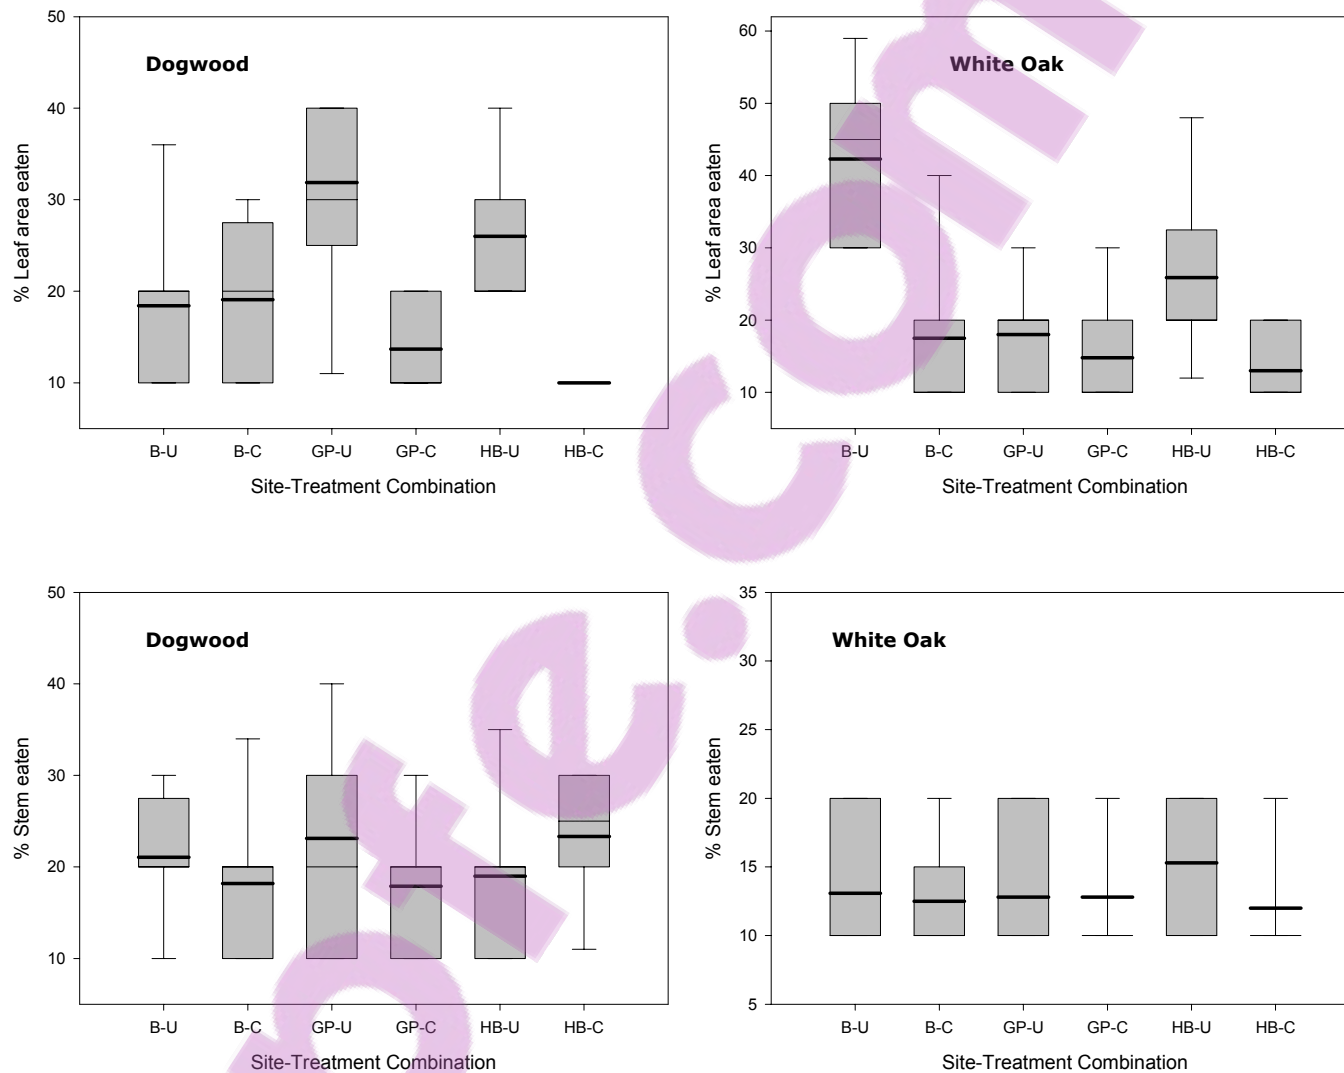 50
40
30
20
10
% Leaf area eaten
Dogwood
B-U B-C GP-U GP-C HB-U HB-C
Site-Treatment Combination
60
50
40
30
20
10
% Leaf area eaten
White Oak
B-U B-C GP-U GP-C HB-U HB-C
Site-Treatment Combination
50
40
30
20
10
% Stem eaten
Dogwood
B-U B-C GP-U GP-C HB-U HB-C
Site-Treatment Combination
35
30
25
20
15
10
5
% Stem eaten
White Oak
B-U B-C GP-U GP-C HB-U HB-C
Site-Treatment Combination
ofe.com